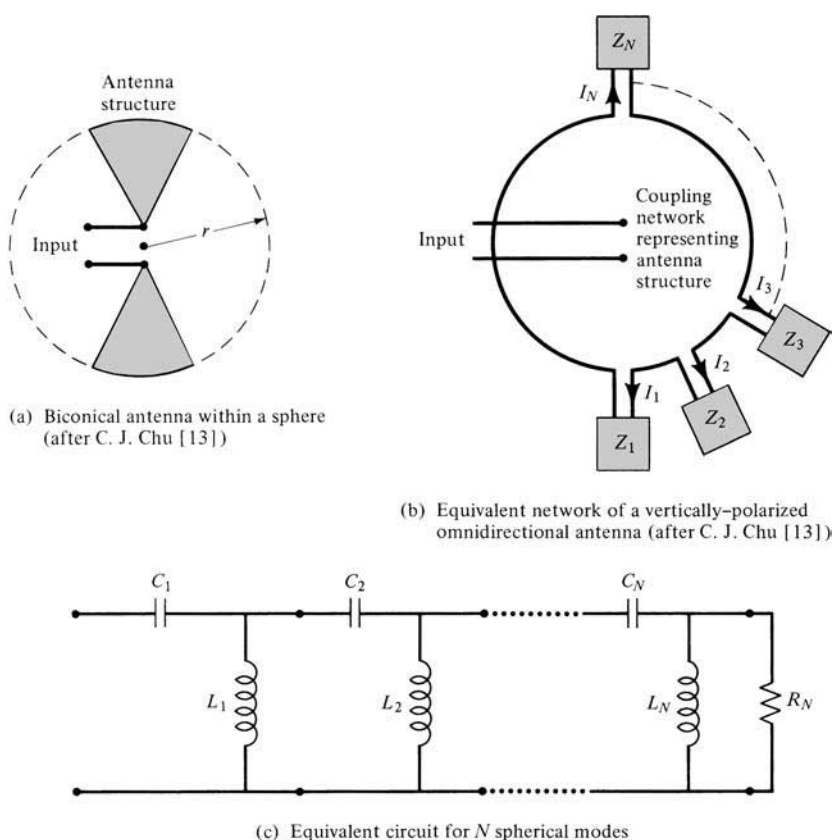 Antenna
structure
Input
r
(a) Biconical antenna within a sphere
(after C. J. Chu [13])
Z_N
I_N
Input
Coupling
network
representing
antenna
structure
I_3
Z_3
I_2
Z_2
I_1
Z_1
(b) Equivalent network of a vertically–polarized
omnidirectional antenna (after C. J. Chu [13])
C_1
C_2
C_N
L_1
L_2
L_N
R_N
(c) Equivalent circuit for N spherical modes